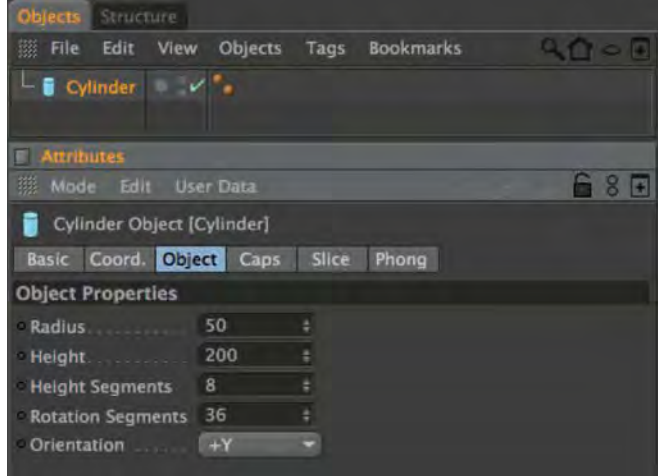 Objects Structure
File Edit View Objects Tags Bookmarks
Cylinder
Attributes
Mode Edit User Data
Cylinder Object [Cylinder]
Basic Coord. Object Caps Slice Phong
Object Properties
Radius 50
Height 200
Height Segments 8
Rotation Segments 36
Orientation +Y